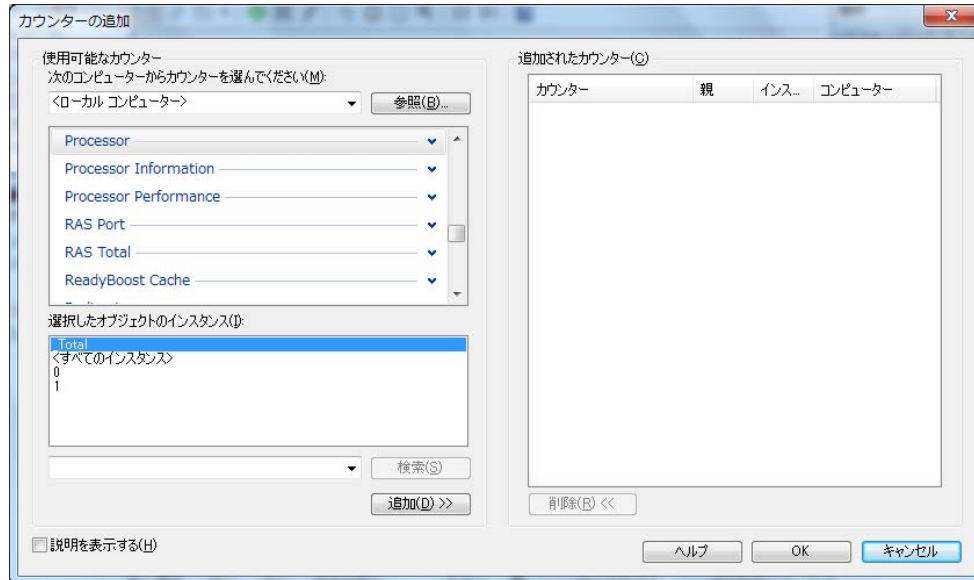 カウンターの追加
使用可能なカウンター
次のコンピューターからカウンターを選んでください(M):
<ローカル コンピューター>
参照(B)...
Processor
Processor Information
Processor Performance
RAS Port
RAS Total
ReadyBoost Cache
選択したオブジェクトのインスタンス(I):
_Total
<すべてのインスタンス>
0
1
検索(S)
追加(D) >>
説明を表示する(H)
追加されたカウンター(C)
カウンター 親 インス... コンピューター
削除(R) <<
ヘルプ
OK
キャンセル